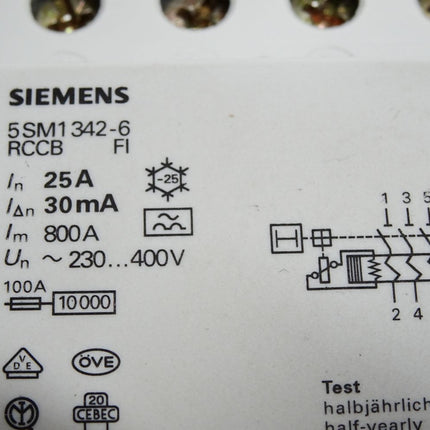 SIEMENS
5SM1 342-6
RCCB FI
In 25A
-25
IΔn 30mA
Im 800A
Un ~ 230...400V
100A
10 000
1 3 5
2 4
VDE
ÖVE
20
CEBEC
Test
halbjährlich
half-yearly